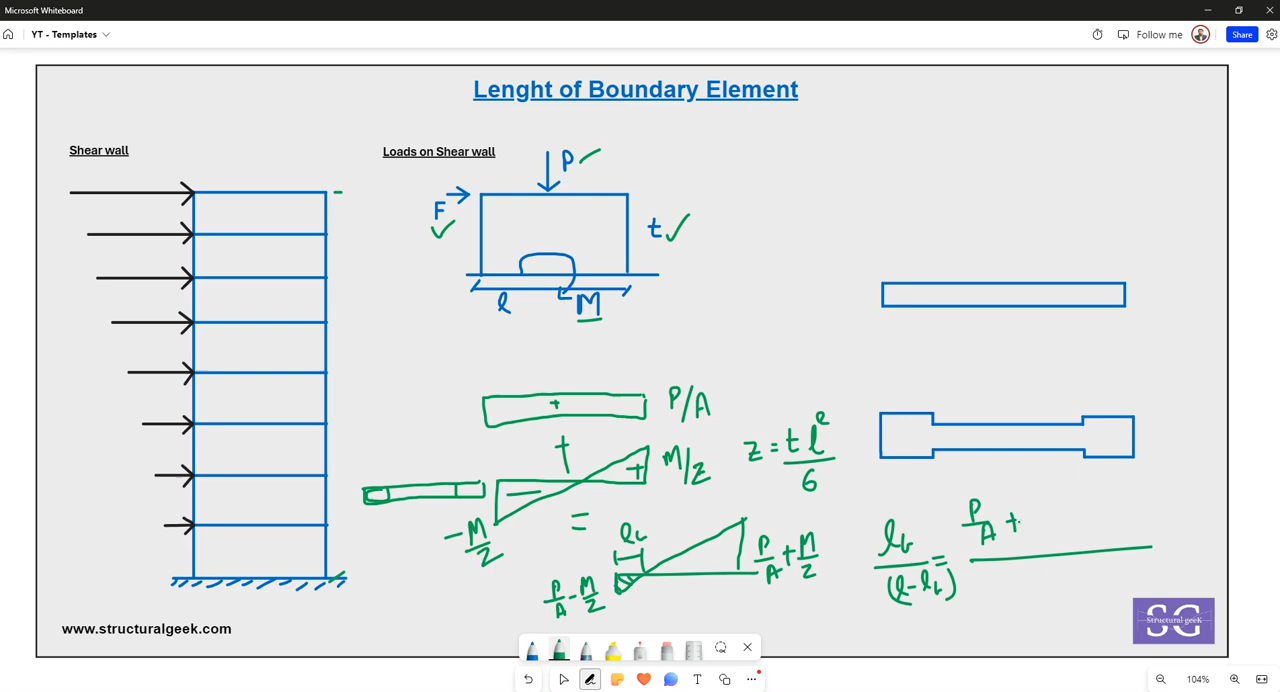 Microsoft Whiteboard
YT - Templates
Follow me
Share
Lenght of Boundary Element
Shear wall
Loads on Shear wall
P
F
t
l
M
+
P/A
+
+
M/z
z = t l² / 6
-
-M/z
=
lb
P/A - M/z
P/A + M/z
lb/(l-lb) = P/A +
www.structuralgeek.com
SG
Structural geeK
T
104%